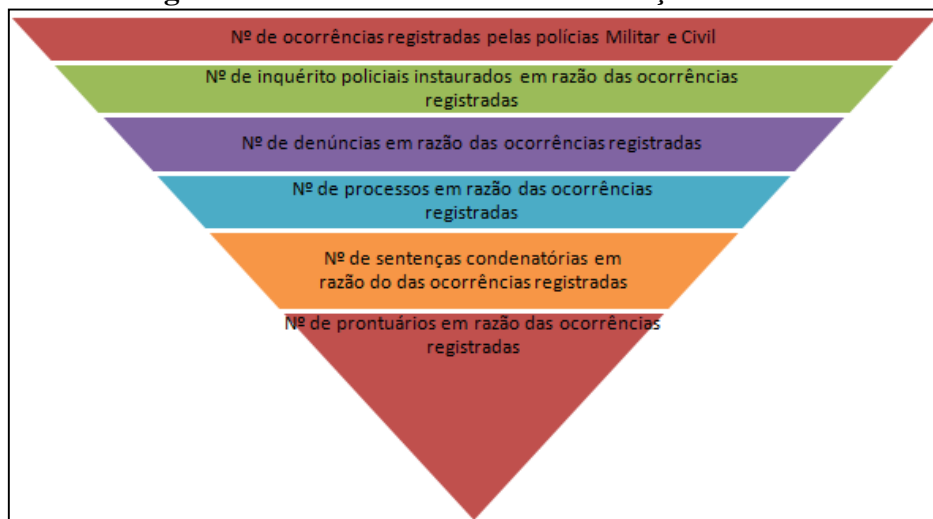 Nº de ocorrências registradas pelas polícias Militar e Civil
Nº de inquérito policiais instaurados em razão das ocorrências
registradas
Nº de denúncias em razão das ocorrências registradas
Nº de processos em razão das ocorrências
registradas
Nº de sentenças condenatórias em
razão do das ocorrências registradas
Nº de prontuários em razão das ocorrências
registradas